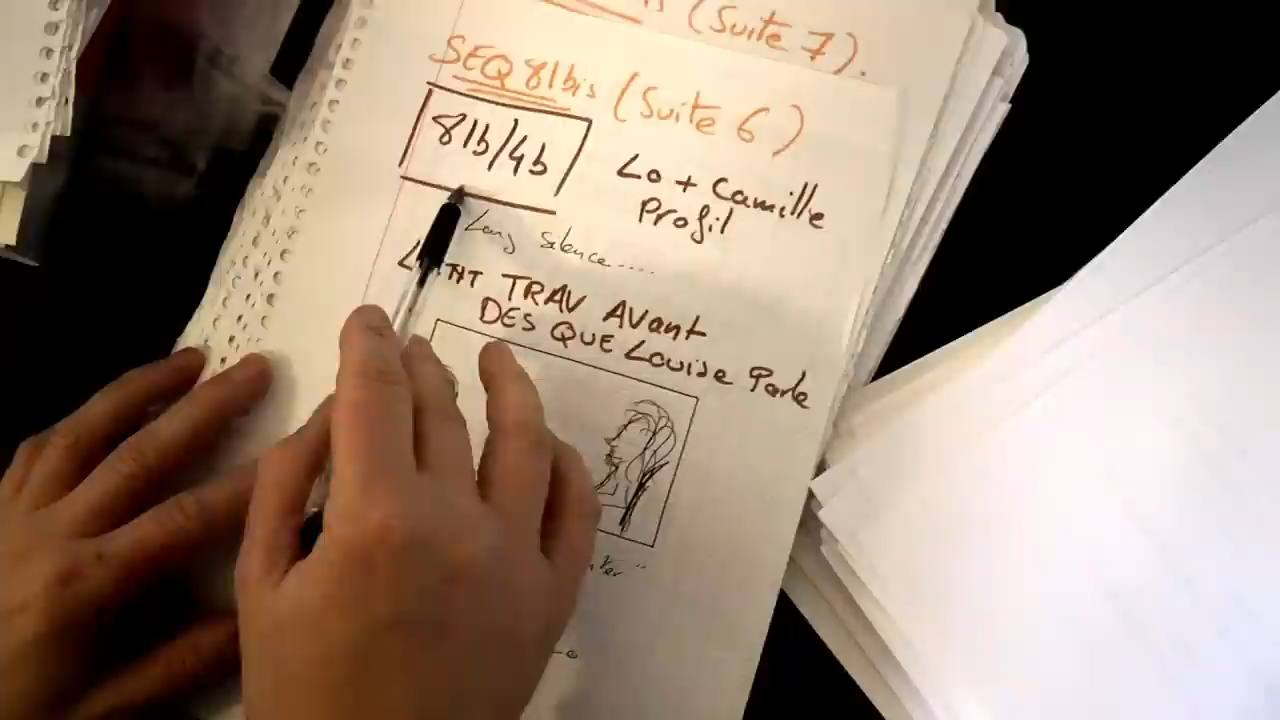 (Suite 7).
SEQ 81bis (Suite 6)
81b/4b
Lo + Camille
Profil
Long silence.....
TRAV AVant
DES QUE Louise Parle